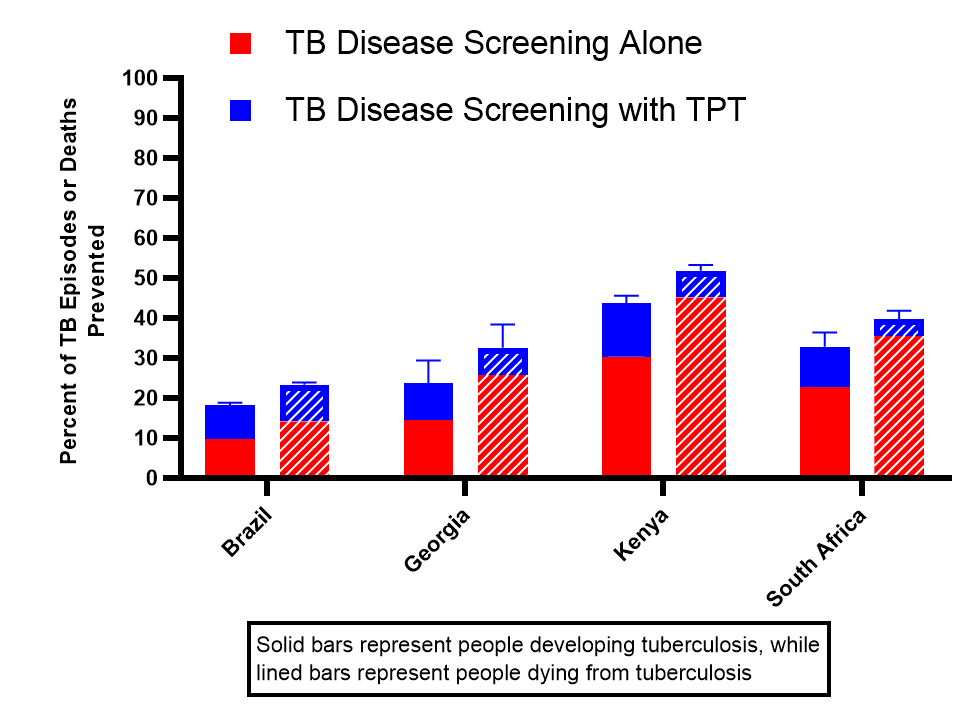 TB Disease Screening Alone
TB Disease Screening with TPT
Percent of TB Episodes or Deaths
Prevented
100
90
80
70
60
50
40
30
20
10
0
Brazil
Georgia
Kenya
South Africa
Solid bars represent people developing tuberculosis, while
lined bars represent people dying from tuberculosis